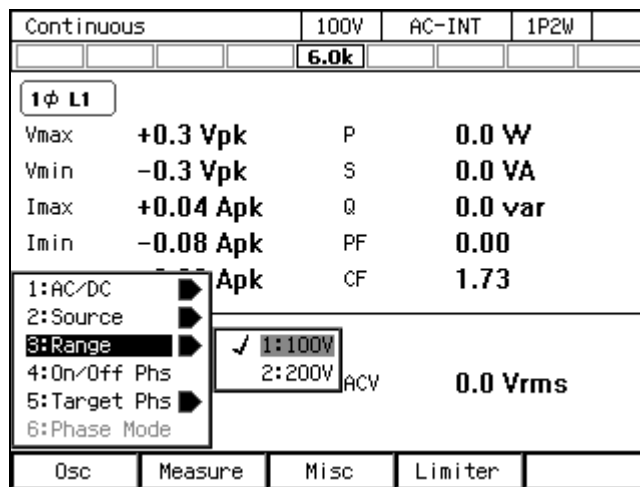 Continuous 100V AC-INT 1P2W
6.0k
1ϕ L1
Vmax +0.3 Vpk P 0.0 W
Vmin −0.3 Vpk S 0.0 VA
Imax +0.04 Apk Q 0.0 var
Imin −0.08 Apk PF 0.00
Apk CF 1.73
1:AC/DC
2:Source
3:Range
4:On/Off Phs
5:Target Phs
6:Phase Mode
1:100V
2:200V
ACV 0.0 Vrms
Osc Measure Misc Limiter